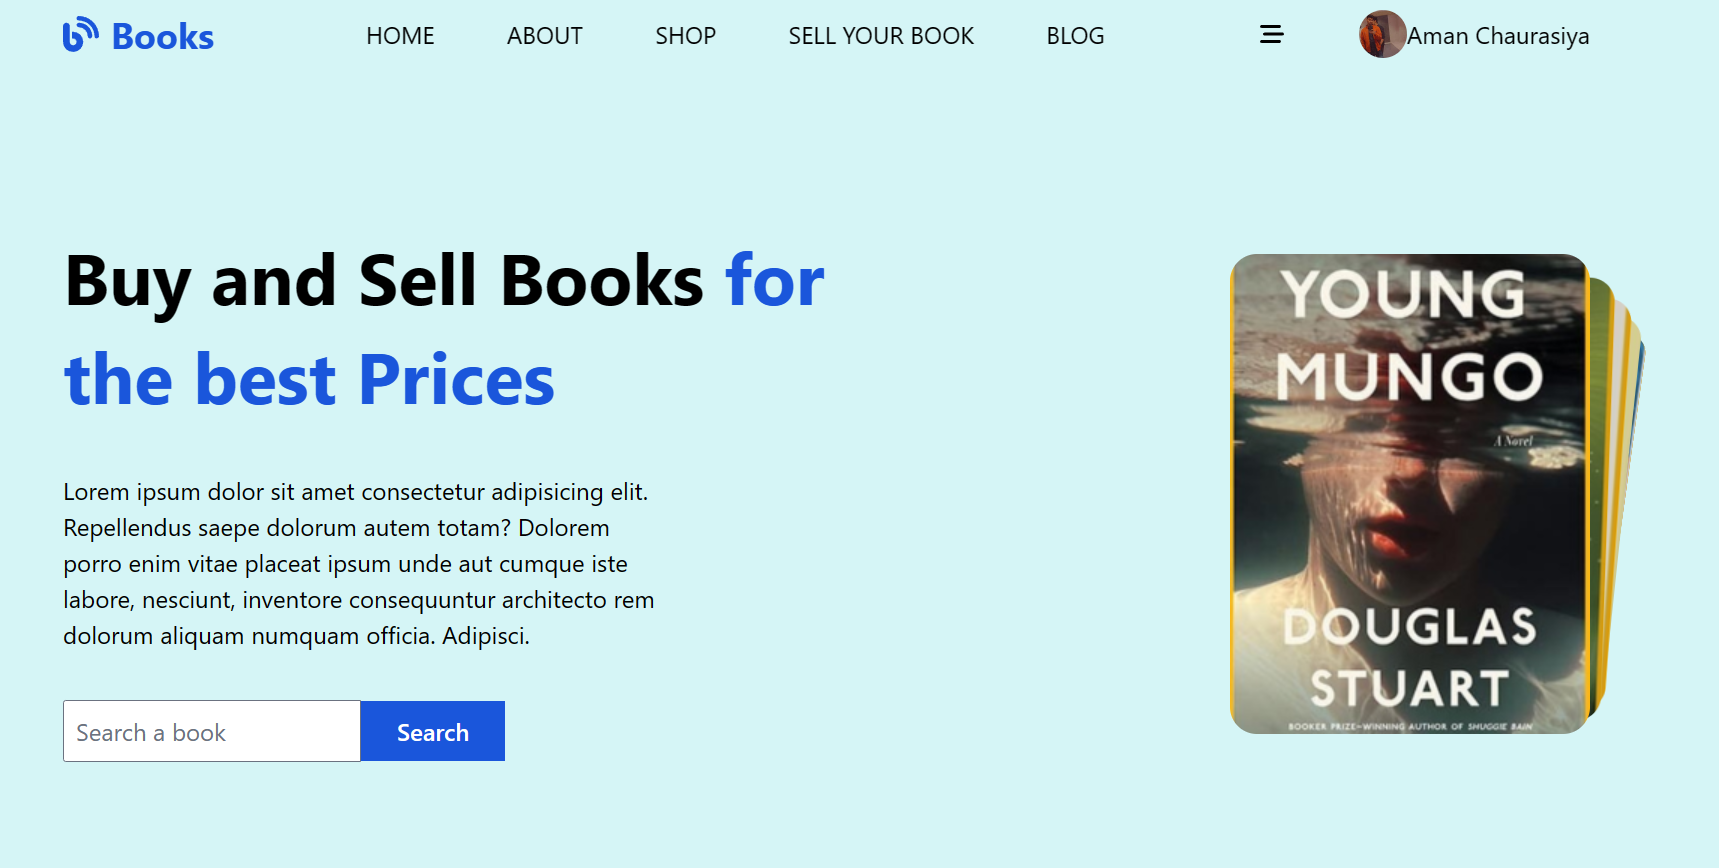 Books
HOME ABOUT SHOP SELL YOUR BOOK BLOG
Aman Chaurasiya
Buy and Sell Books for
the best Prices
Lorem ipsum dolor sit amet consectetur adipisicing elit.
Repellendus saepe dolorum autem totam? Dolorem
porro enim vitae placeat ipsum unde aut cumque iste
labore, nesciunt, inventore consequuntur architecto rem
dolorum aliquam numquam officia. Adipisci.
Search a book
Search
YOUNG
MUNGO
A Novel
DOUGLAS
STUART
BOOKER PRIZE–WINNING AUTHOR OF SHUGGIE BAIN